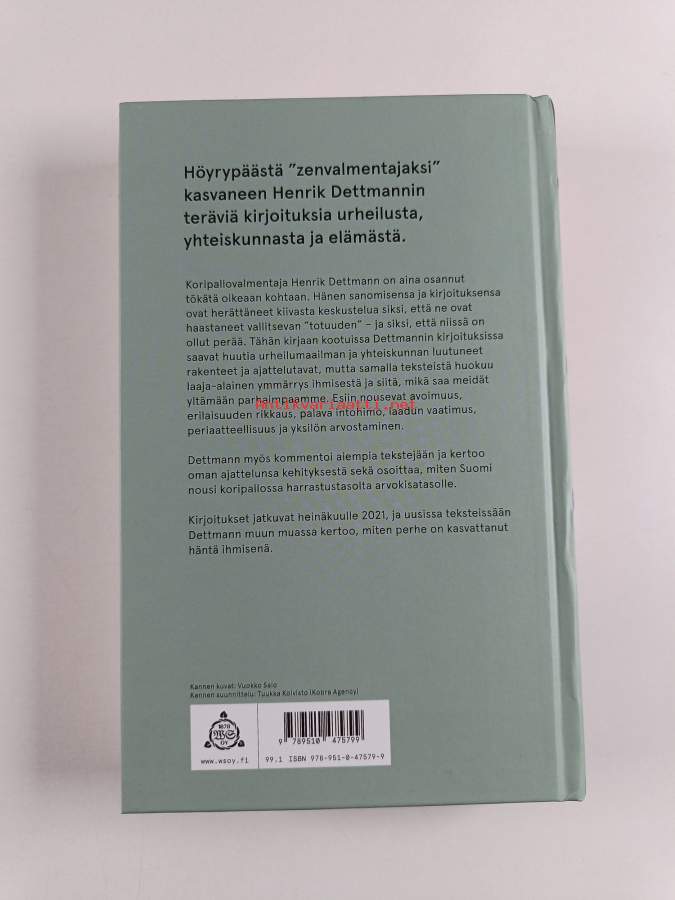 Höyrypäästä ”zenvalmentajaksi”
kasvaneen Henrik Dettmannin
teräviä kirjoituksia urheilusta,
yhteiskunnasta ja elämästä.
Koripallovalmentaja Henrik Dettmann on aina osannut
tökätä oikeaan kohtaan. Hänen sanomisensa ja kirjoituksensa
ovat herättäneet kiivasta keskustelua siksi, että ne ovat
haastaneet vallitsevan ”totuuden” – ja siksi, että niissä on
ollut perää. Tähän kirjaan kootuissa Dettmannin kirjoituksissa
saavat huutia urheilumaailman ja yhteiskunnan luutuneet
rakenteet ja ajattelutavat, mutta samalla teksteistä huokuu
laaja-alainen ymmärrys ihmisestä ja siitä, mikä saa meidät
yltämään parhaimpaamme. Esiin nousevat avoimuus,
Antikvariaatti.net
erilaisuuden rikkaus, palava intohimo, laadun vaatimus,
periaatteellisuus ja yksilön arvostaminen.
Dettmann myös kommentoi aiempia tekstejään ja kertoo
oman ajattelunsa kehityksestä sekä osoittaa, miten Suomi
nousi koripallossa harrastustasolta arvokisatasolle.
Kirjoitukset jatkuvat heinäkuulle 2021, ja uusissa teksteissään
Dettmann muun muassa kertoo, miten perhe on kasvattanut
häntä ihmisenä.
Kannen kuvat: Vuokko Salo
Kannen suunnittelu: Tuukka Koivisto (Kobra Agency)
1878
WS
OY
www.wsoy.fi
9 789510 475799
99.1 ISBN 978-951-0-47579-9